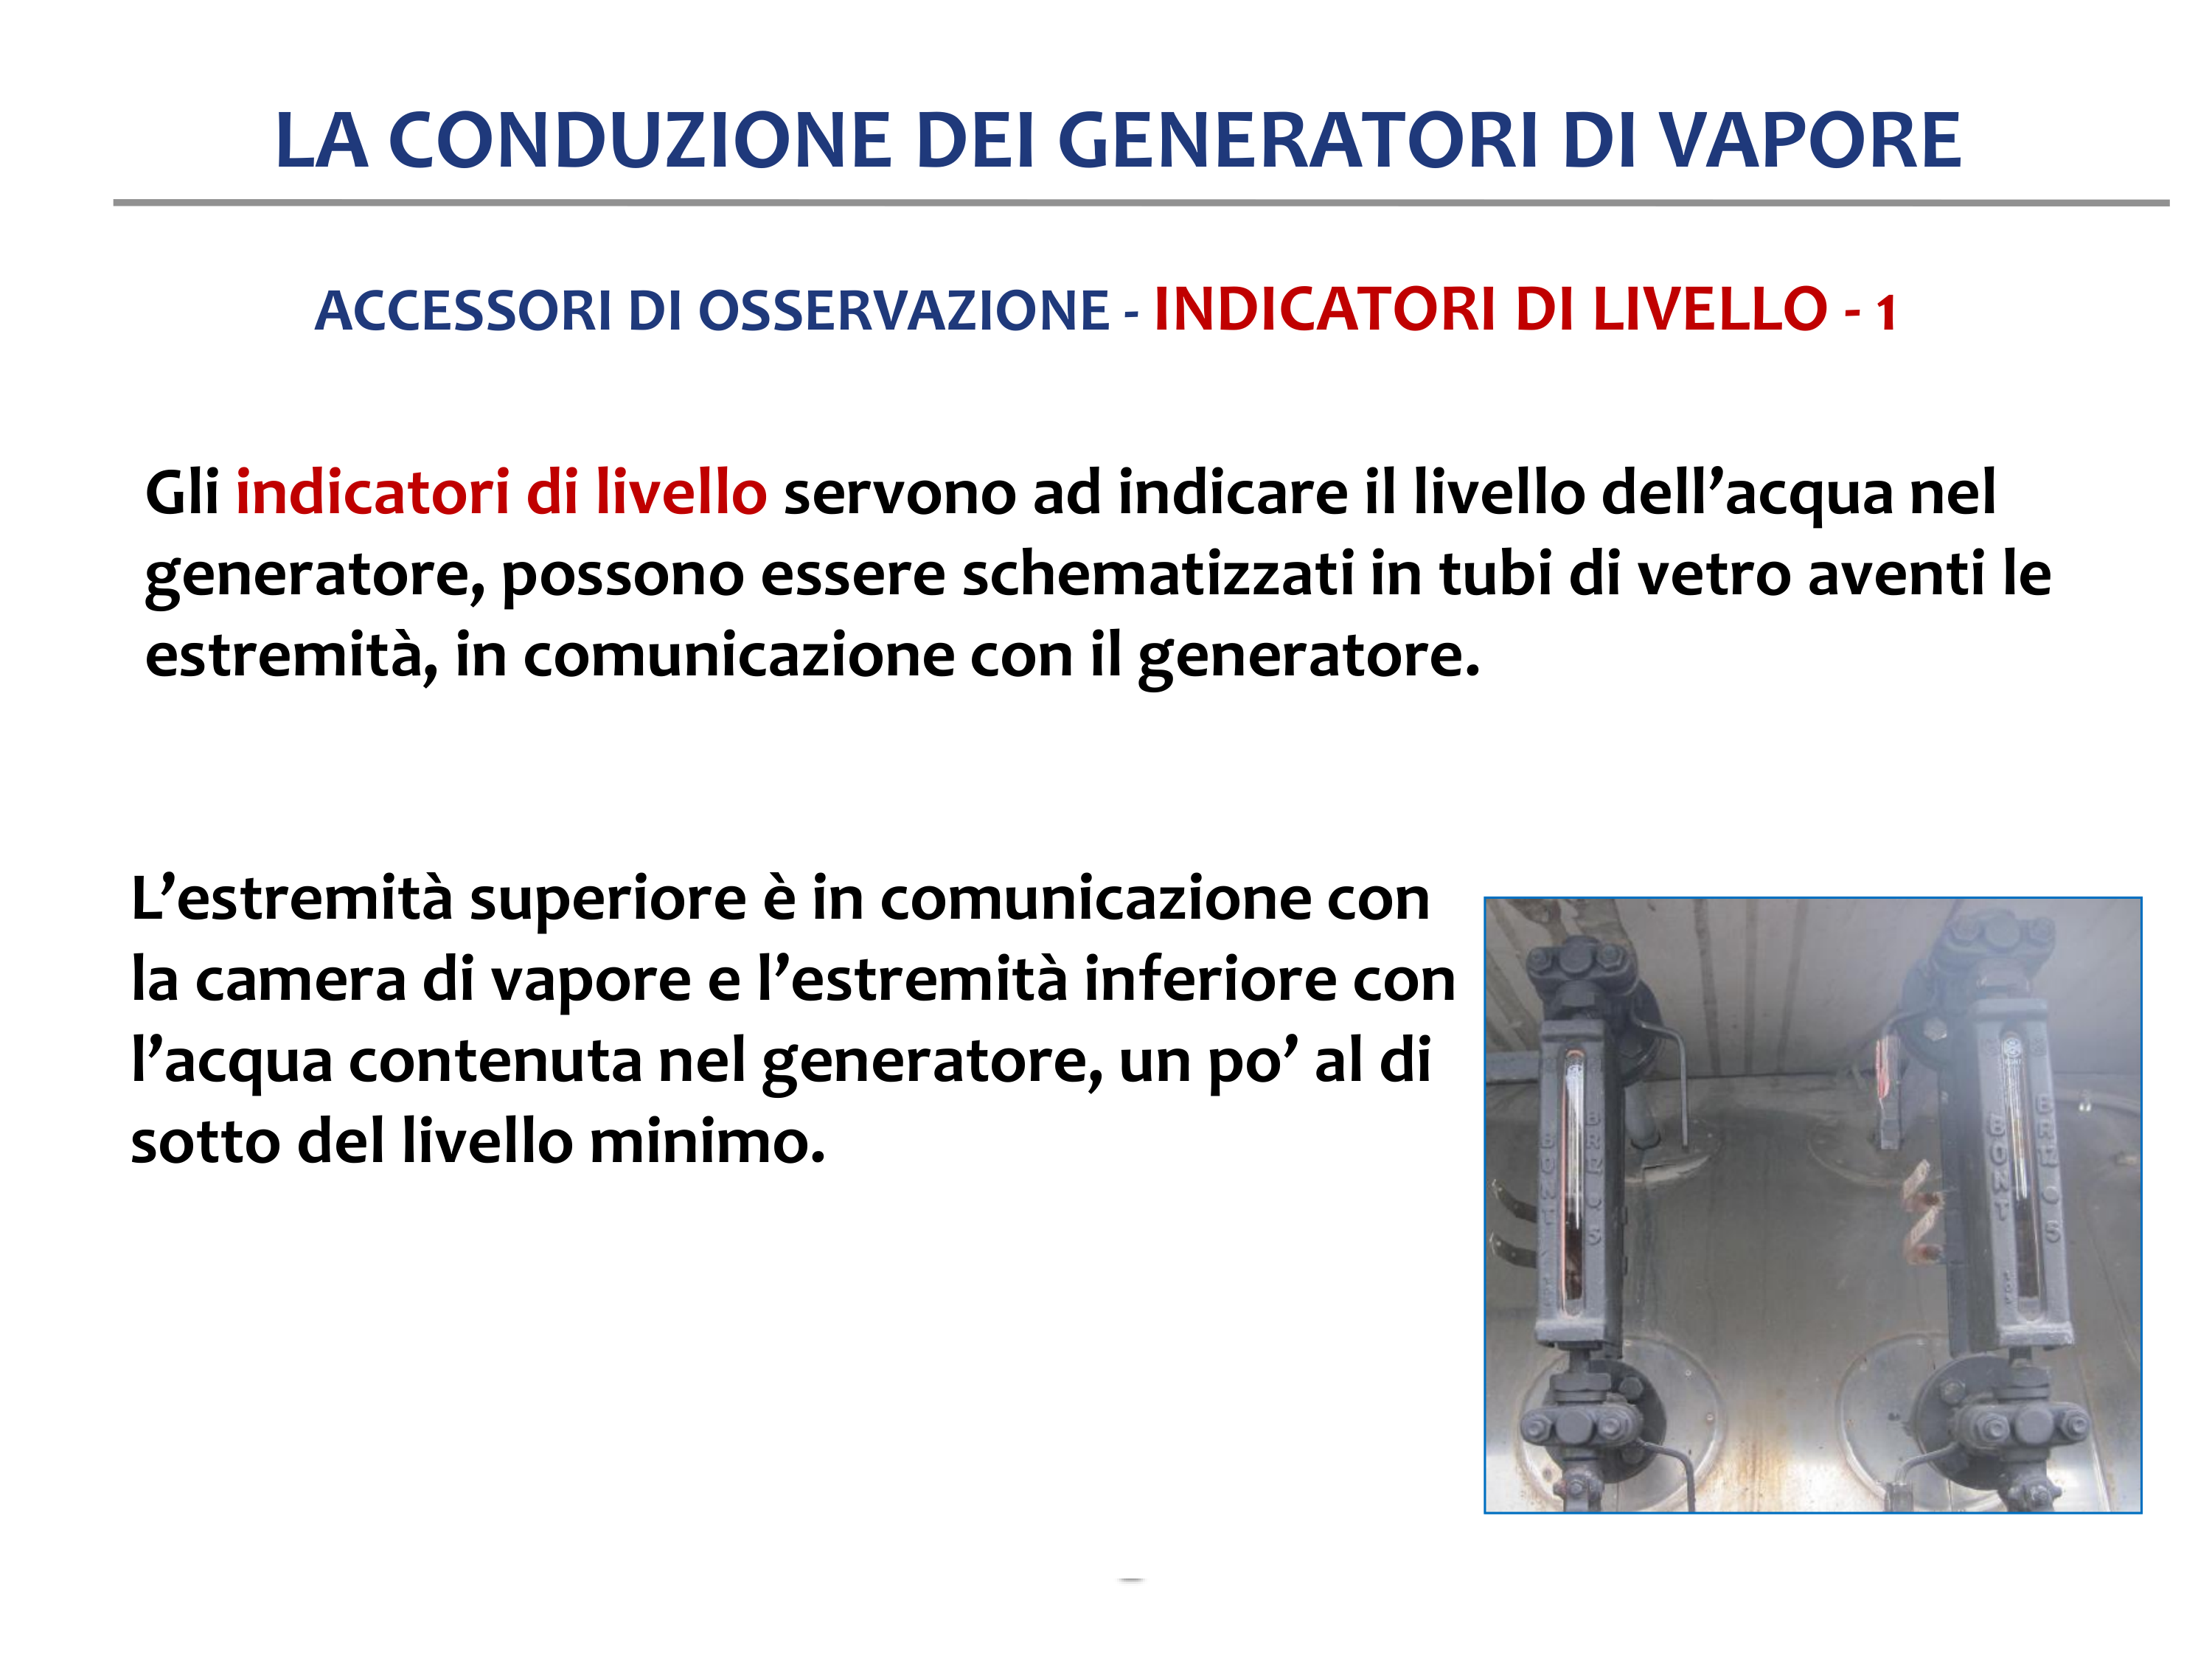 LA CONDUZIONE DEI GENERATORI DI VAPORE
ACCESSORI DI OSSERVAZIONE - INDICATORI DI LIVELLO - 1
Gli indicatori di livello servono ad indicare il livello dell’acqua nel
generatore, possono essere schematizzati in tubi di vetro aventi le
estremità, in comunicazione con il generatore.
L’estremità superiore è in comunicazione con
la camera di vapore e l’estremità inferiore con
l’acqua contenuta nel generatore, un po’ al di
sotto del livello minimo.
BONT